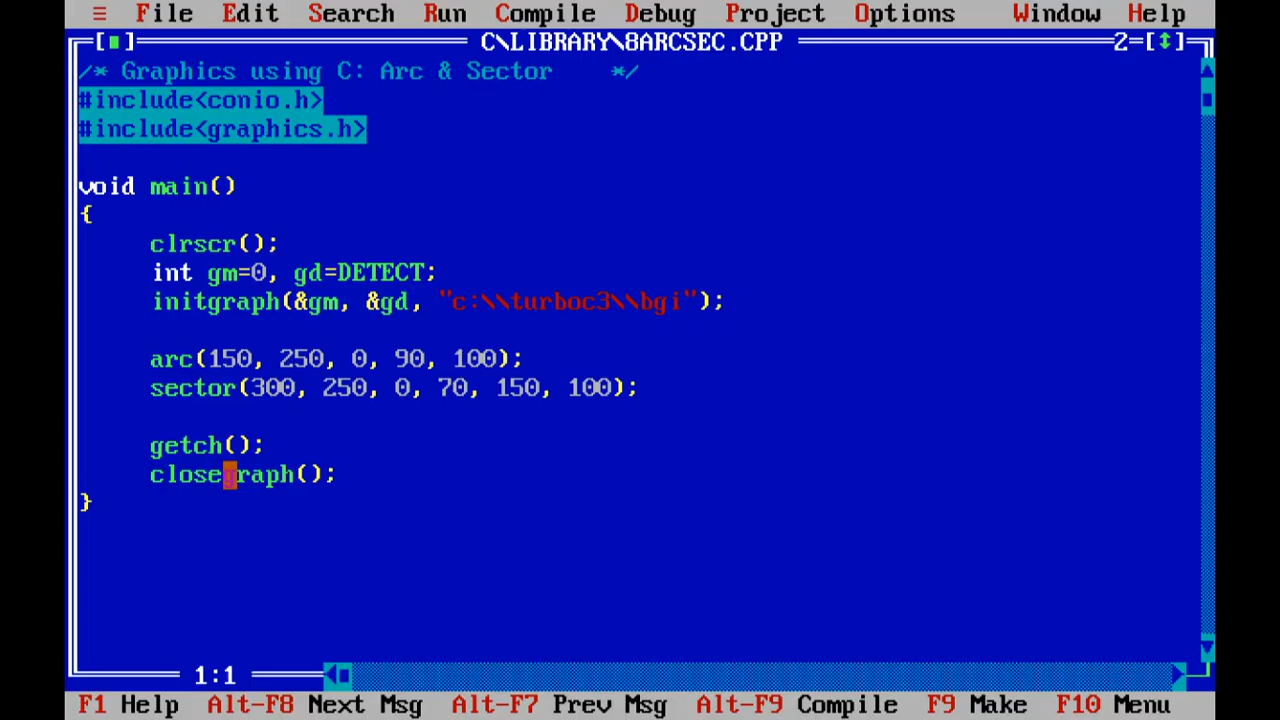 ≡ File Edit Search Run Compile Debug Project Options Window Help
[■] C\LIBRARY\8ARCSEC.CPP 2=[↕]
/* Graphics using C: Arc & Sector */
#include<conio.h>
#include<graphics.h>
void main()
{
clrscr();
int gm=0, gd=DETECT;
initgraph(&gm, &gd, "c:\\turboc3\\bgi");
arc(150, 250, 0, 90, 100);
sector(300, 250, 0, 70, 150, 100);
getch();
closegraph();
}
1:1
F1 Help Alt-F8 Next Msg Alt-F7 Prev Msg Alt-F9 Compile F9 Make F10 Menu